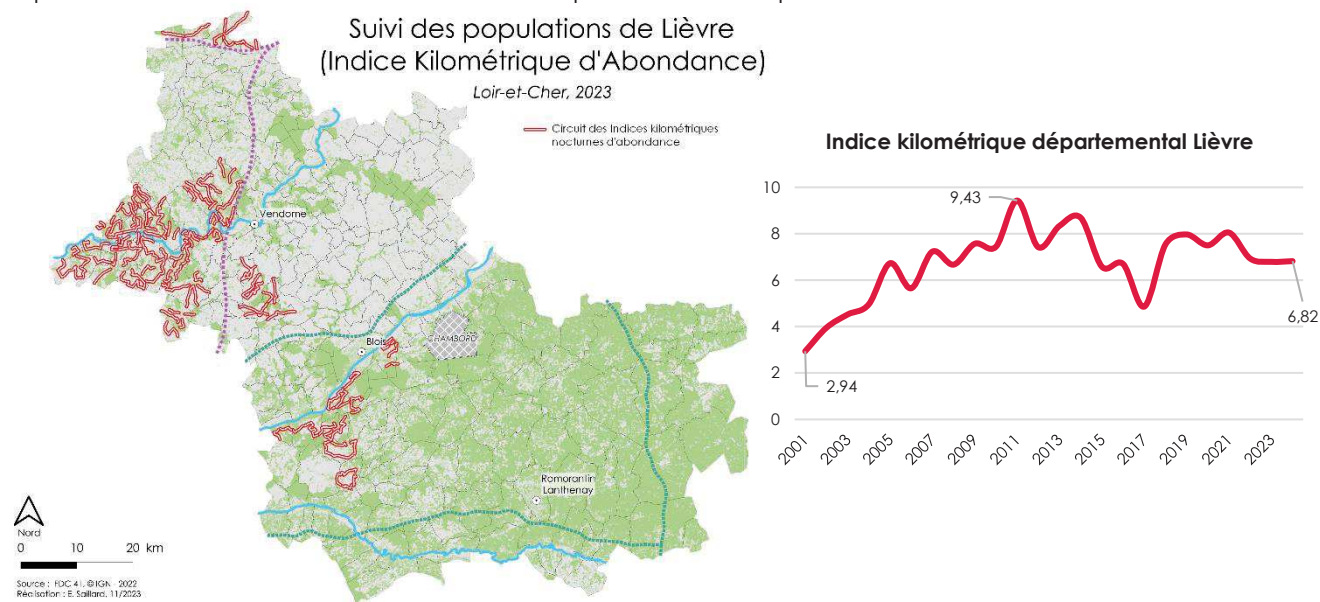 Suivi des populations de Lièvre
(Indice Kilométrique d'Abondance)
Loir-et-Cher, 2023
Circuit des Indices kilométriques
nocturnes d'abondance
Vendome
Blois
CHAMBORD
Romorantin
Lanthenay
Nord
0 10 20 km
Source : FDC 41, ©IGN - 2022
Réalisation : E. Saillard, 11/2023
Indice kilométrique départemental Lièvre
10
8
6
4
2
0
9,43
2,94
6,82
2001 2003 2005 2007 2009 2011 2013 2015 2017 2019 2021 2023